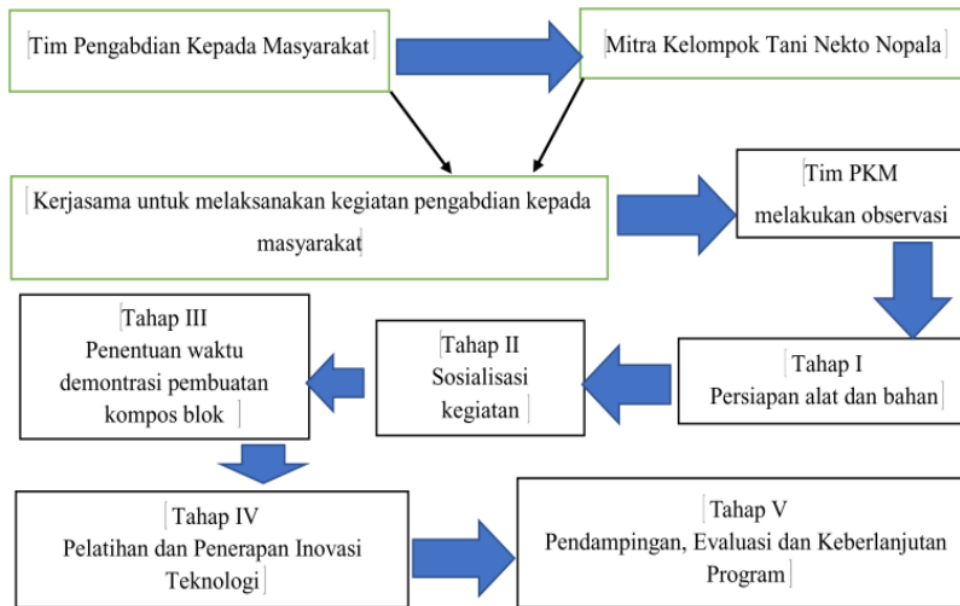 Tim Pengabdian Kepada Masyarakat
Mitra Kelompok Tani Nekto Nopala
Kerjasama untuk melaksanakan kegiatan pengabdian kepada
masyarakat
Tim PKM
melakukan observasi
Tahap I
Persiapan alat dan bahan
Tahap II
Sosialisasi
kegiatan
Tahap III
Penentuan waktu
demontrasi pembuatan
kompos blok
Tahap IV
Pelatihan dan Penerapan Inovasi
Teknologi
Tahap V
Pendampingan, Evaluasi dan Keberlanjutan
Program